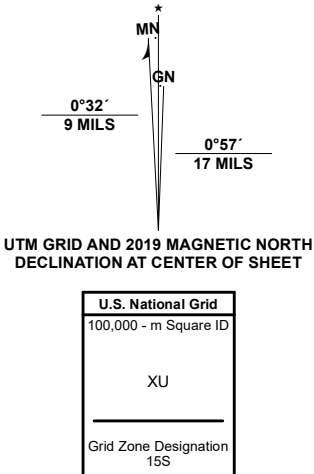 ★
MN
GN
0°32´
9 MILS
0°57´
17 MILS
UTM GRID AND 2019 MAGNETIC NORTH
DECLINATION AT CENTER OF SHEET
U.S. National Grid
100,000 - m Square ID
XU
Grid Zone Designation
15S